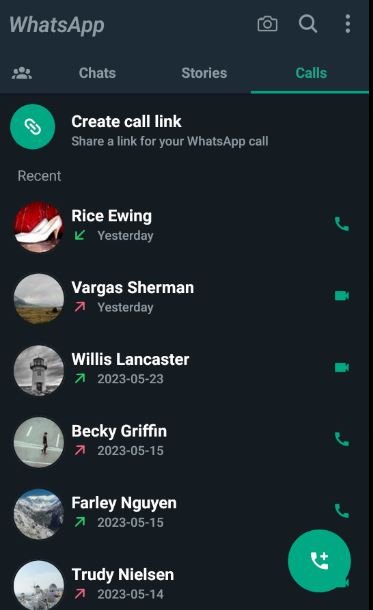 WhatsApp
Chats Stories Calls
Create call link
Share a link for your WhatsApp call
Recent
Rice Ewing
Yesterday
Vargas Sherman
Yesterday
Willis Lancaster
2023-05-23
Becky Griffin
2023-05-15
Farley Nguyen
2023-05-15
Trudy Nielsen
2023-05-14